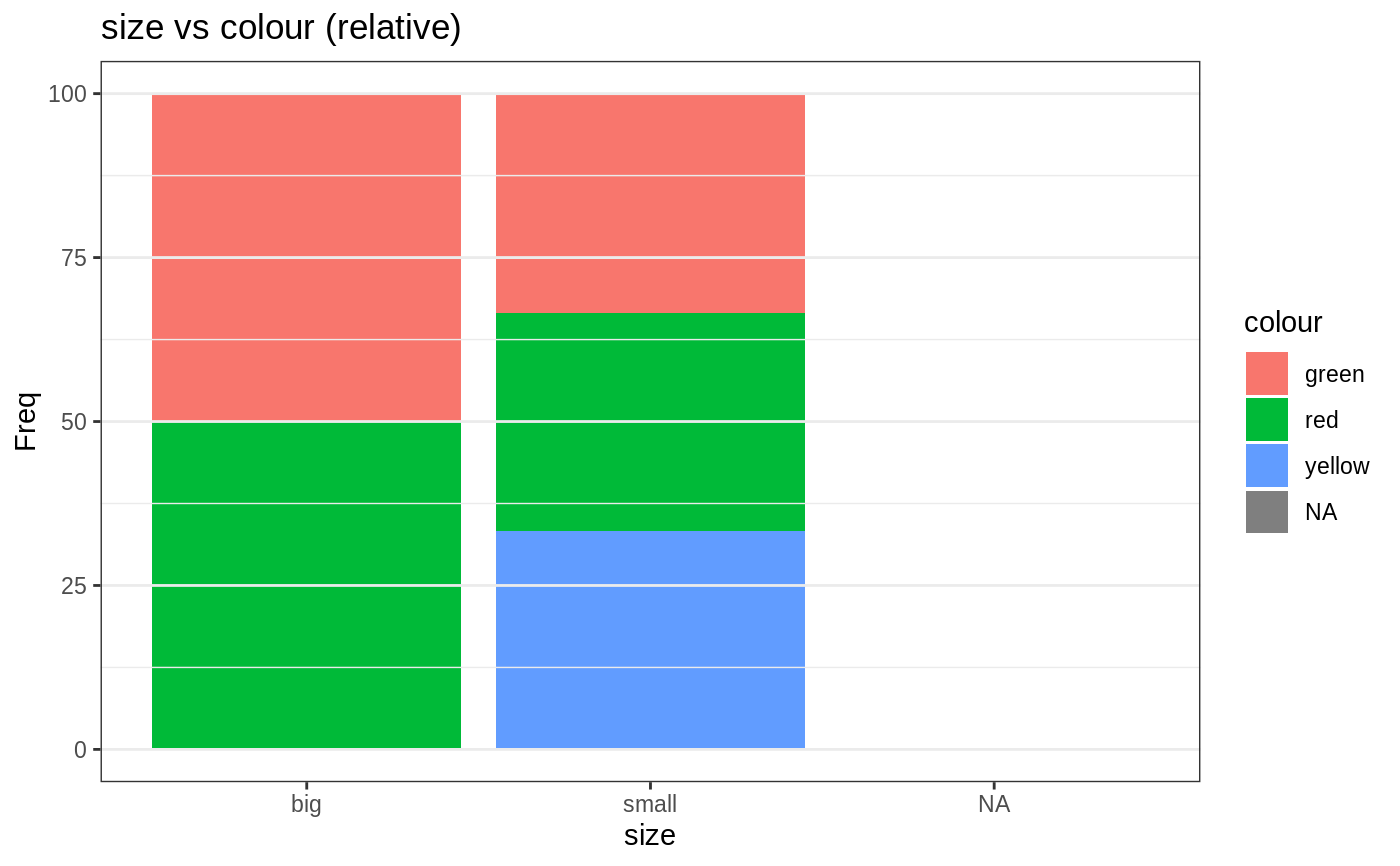 size vs colour (relative)
100
75
50
25
0
Freq
big
small
NA
size
colour
green
red
yellow
NA